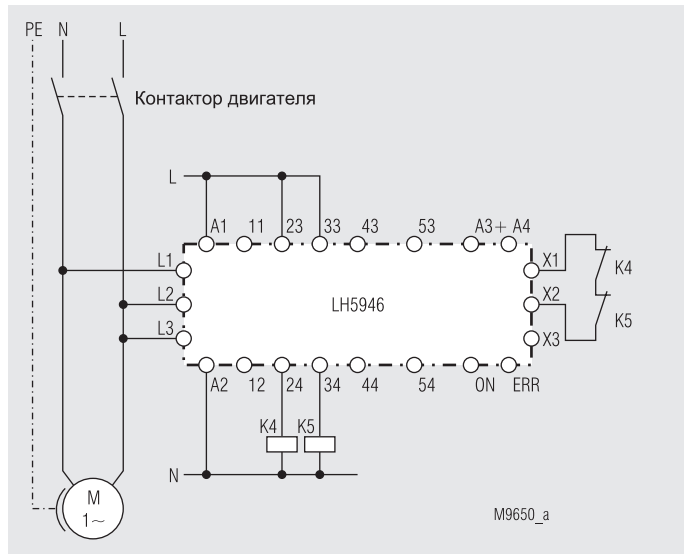 PE N L
Контактор двигателя
L
A1 11 23 33 43 53 A3+ A4
L1 X1
K4
L2 LH5946 X2
K5
L3 X3
A2 12 24 34 44 54 ON ERR
K4 K5
N
M
1~
M9650_a